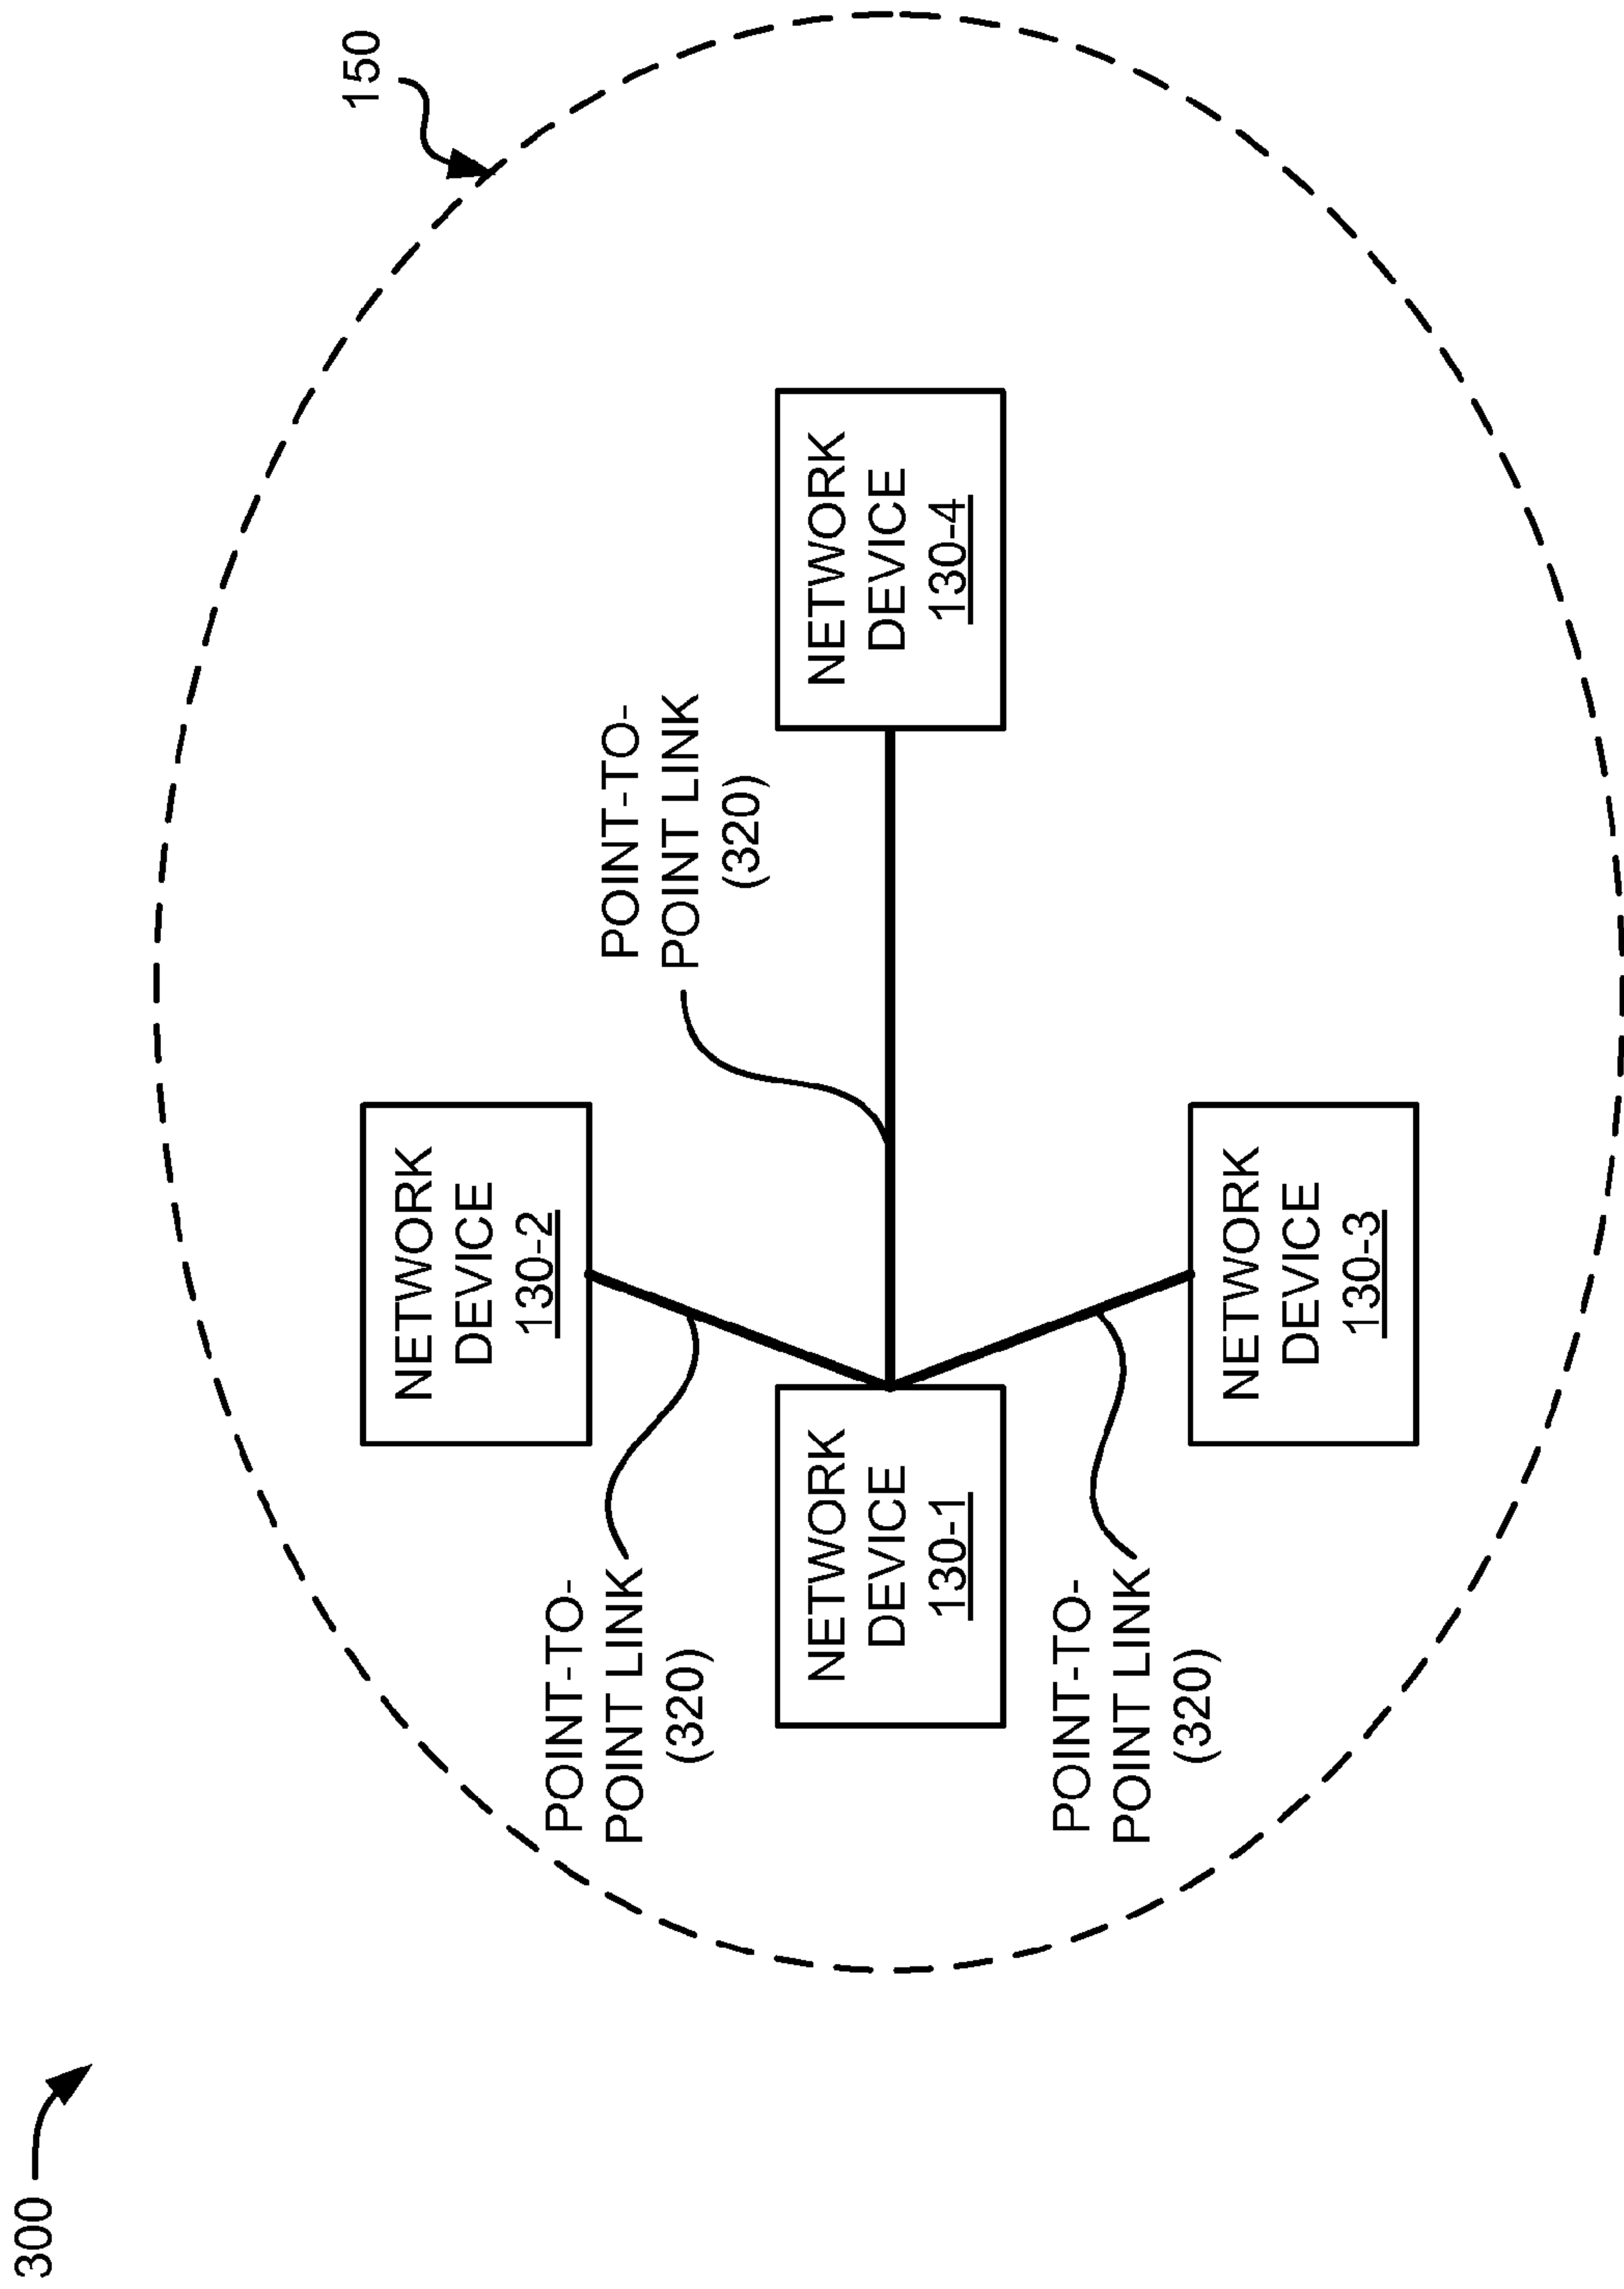 300
150
NETWORK
DEVICE
130-2
POINT-TO-
POINT LINK
(320)
POINT-TO-
POINT LINK
(320)
NETWORK
DEVICE
130-1
NETWORK
DEVICE
130-4
POINT-TO-
POINT LINK
(320)
NETWORK
DEVICE
130-3